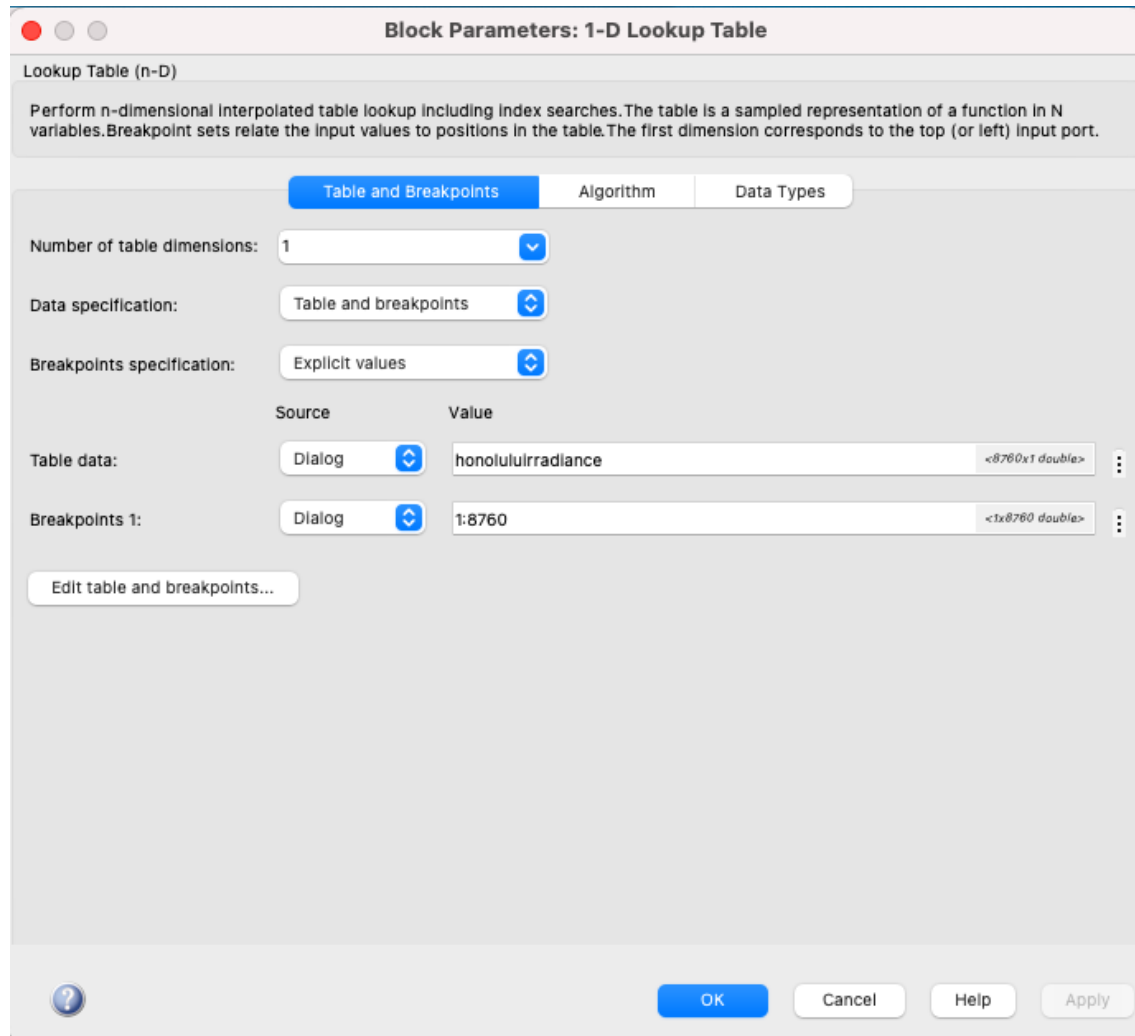 Block Parameters: 1-D Lookup Table
Lookup Table (n-D)
Perform n-dimensional interpolated table lookup including index searches.The table is a sampled representation of a function in N
variables.Breakpoint sets relate the input values to positions in the table.The first dimension corresponds to the top (or left) input port.
Table and Breakpoints Algorithm Data Types
Number of table dimensions: 1
Data specification: Table and breakpoints
Breakpoints specification: Explicit values
Source Value
Table data: Dialog honoluluirradiance <8760x1 double>
Breakpoints 1: Dialog 1:8760 <1x8760 double>
Edit table and breakpoints...
? OK Cancel Help Apply